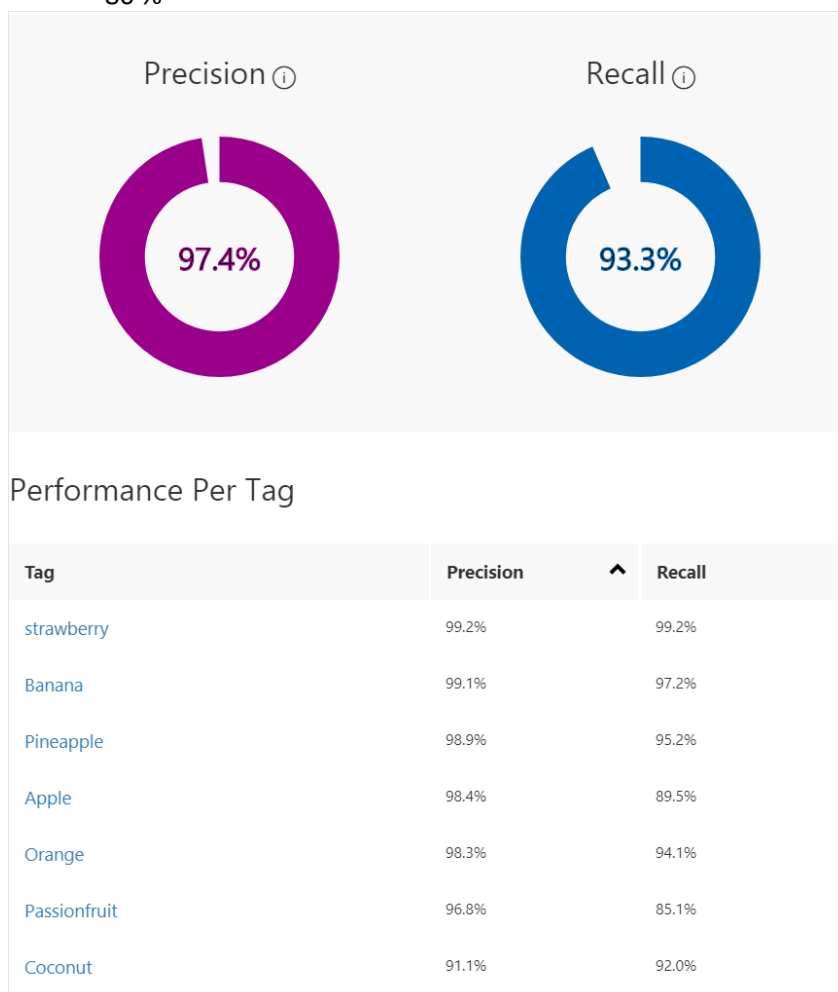 Precision
Recall
97.4%
93.3%
Performance Per Tag
Tag Precision Recall
strawberry 99.2% 99.2%
Banana 99.1% 97.2%
Pineapple 98.9% 95.2%
Apple 98.4% 89.5%
Orange 98.3% 94.1%
Passionfruit 96.8% 85.1%
Coconut 91.1% 92.0%